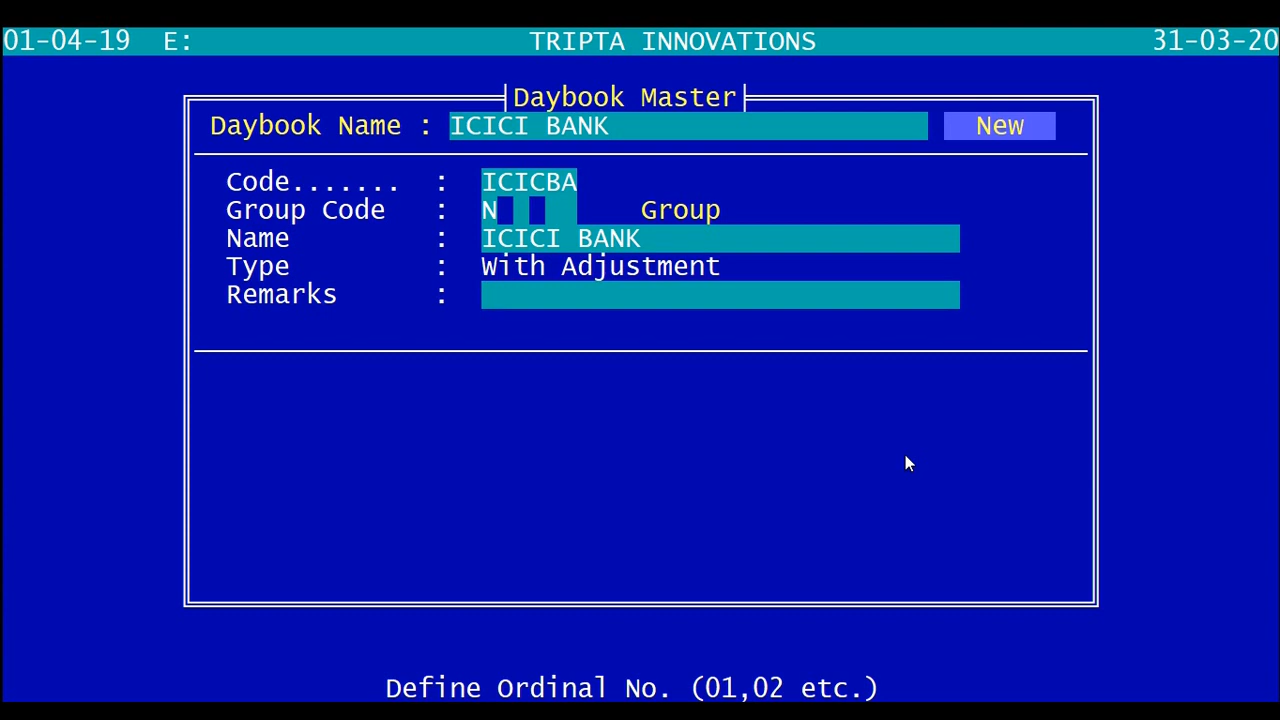 01-04-19 E: TRIPTA INNOVATIONS 31-03-20
Daybook Master
Daybook Name : ICICI BANK New
Code....... : ICICBA
Group Code : N Group
Name : ICICI BANK
Type : With Adjustment
Remarks :
Define Ordinal No. (01,02 etc.)